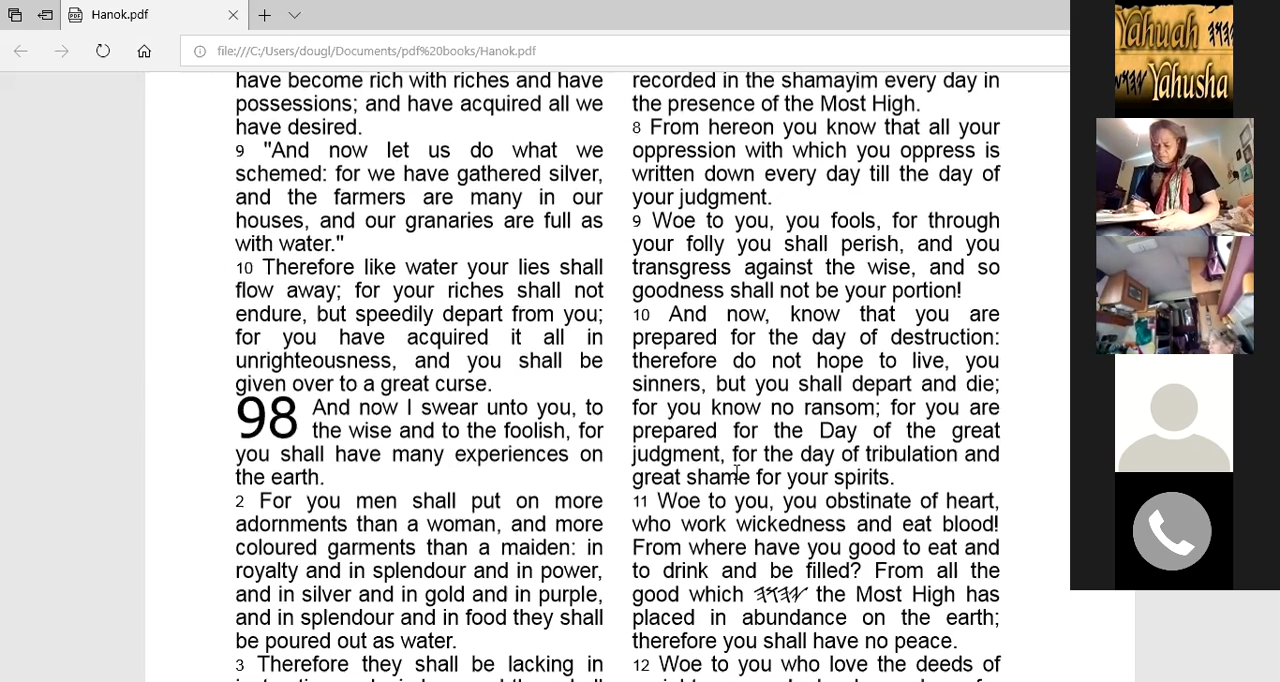 Hanok.pdf
file:///C:/Users/dougl/Documents/pdf%20books/Hanok.pdf
have become rich with riches and have
possessions; and have acquired all we
have desired.
9 "And now let us do what we
schemed: for we have gathered silver,
and the farmers are many in our
houses, and our granaries are full as
with water."
10 Therefore like water your lies shall
flow away; for your riches shall not
endure, but speedily depart from you;
for you have acquired it all in
unrighteousness, and you shall be
given over to a great curse.
98 And now I swear unto you, to
the wise and to the foolish, for
you shall have many experiences on
the earth.
2 For you men shall put on more
adornments than a woman, and more
coloured garments than a maiden: in
royalty and in splendour and in power,
and in silver and in gold and in purple,
and in splendour and in food they shall
be poured out as water.
3 Therefore they shall be lacking in
recorded in the shamayim every day in
the presence of the Most High.
8 From hereon you know that all your
oppression with which you oppress is
written down every day till the day of
your judgment.
9 Woe to you, you fools, for through
your folly you shall perish, and you
transgress against the wise, and so
goodness shall not be your portion!
10 And now, know that you are
prepared for the day of destruction:
therefore do not hope to live, you
sinners, but you shall depart and die;
for you know no ransom; for you are
prepared for the Day of the great
judgment, for the day of tribulation and
great shame for your spirits.
11 Woe to you, you obstinate of heart,
who work wickedness and eat blood!
From where have you good to eat and
to drink and be filled? From all the
good which 𐤉𐤄𐤅𐤄 the Most High has
placed in abundance on the earth;
therefore you shall have no peace.
12 Woe to you who love the deeds of
Yahuah 𐤉𐤄𐤅𐤄
Yahusha